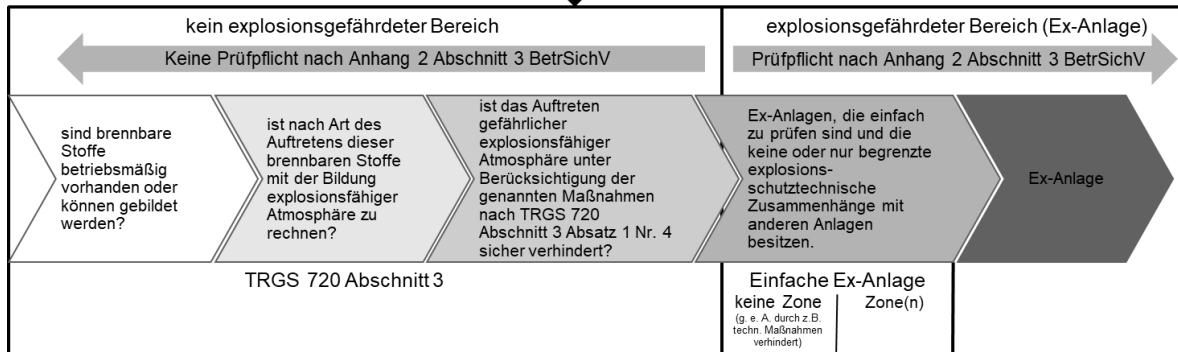 kein explosionsgefährdeter Bereich
explosionsgefährdeter Bereich (Ex-Anlage)
Keine Prüfpflicht nach Anhang 2 Abschnitt 3 BetrSichV
Prüfpflicht nach Anhang 2 Abschnitt 3 BetrSichV
sind brennbare
Stoffe
betriebsmäßig
vorhanden oder
können gebildet
werden?
ist nach Art des
Auftretens dieser
brennbaren Stoffe
mit der Bildung
explosionsfähiger
Atmosphäre zu
rechnen?
ist das Auftreten
gefährlicher
explosionsfähiger
Atmosphäre unter
Berücksichtigung der
genannten Maßnahmen
nach TRGS 720
Abschnitt 3 Absatz 1 Nr. 4
sicher verhindert?
Ex-Anlagen, die einfach
zu prüfen sind und die
keine oder nur begrenzte
explosions-
schutztechnische
Zusammenhänge mit
anderen Anlagen
besitzen.
Ex-Anlage
TRGS 720 Abschnitt 3
Einfache Ex-Anlage
keine Zone
(g. e. A. durch z.B.
techn. Maßnahmen
verhindert)
Zone(n)